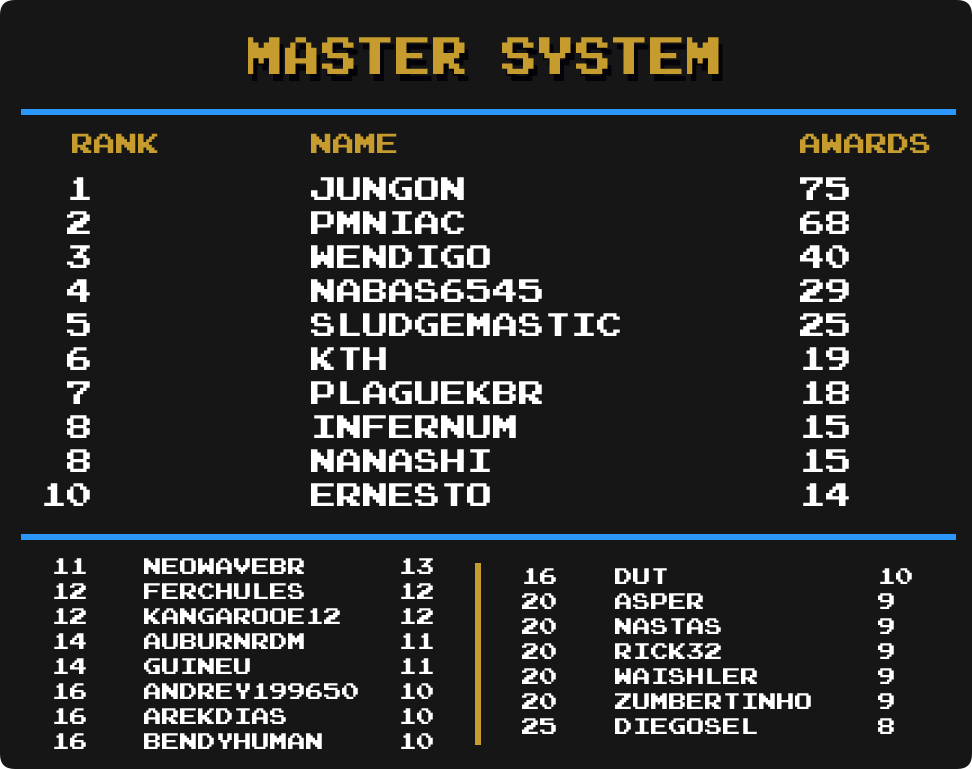 MASTER SYSTEM
RANK NAME AWARDS
1 JUNGON 75
2 PMNIAC 68
3 WENDIGO 40
4 NABAS6545 29
5 SLUDGEMASTIC 25
6 KTH 19
7 PLAGUEKBR 18
8 INFERNUM 15
8 NANASHI 15
10 ERNESTO 14
11 NEOWAVEBR 13
12 FERCHULES 12
12 KANGAROOE12 12
14 AUBURNRDM 11
14 GUINEU 11
16 ANDREY199650 10
16 AREKDIAS 10
16 BENDYHUMAN 10
16 DUT 10
20 ASPER 9
20 NASTAS 9
20 RICK32 9
20 WAISHLER 9
20 ZUMBERTINHO 9
25 DIEGOSEL 8